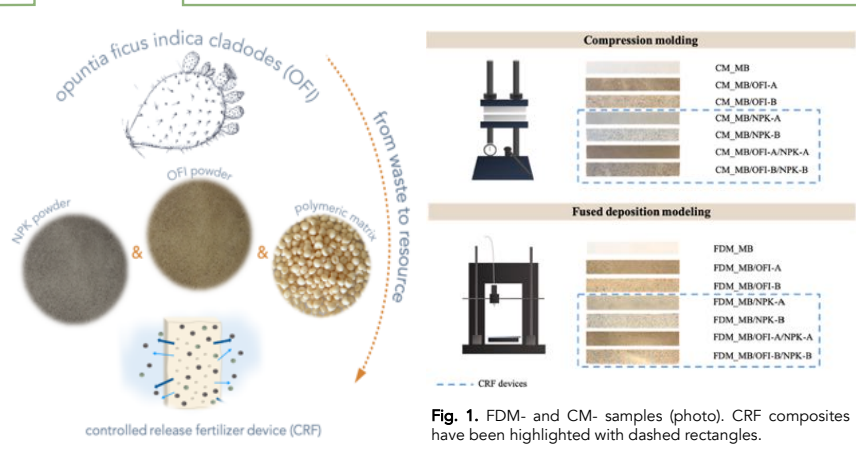 opuntia ficus indica cladodes (OFI)
from waste to resource
NPK powder
&
OFI powder
&
polymeric matrix
controlled release fertilizer device (CRF)
Compression molding
CM_MB
CM_MB/OFI-A
CM_MB/OFI-B
CM_MB/NPK-A
CM_MB/NPK-B
CM_MB/OFI-A/NPK-A
CM_MB/OFI-B/NPK-B
Fused deposition modeling
FDM_MB
FDM_MB/OFI-A
FDM_MB/OFI-B
FDM_MB/NPK-A
FDM_MB/NPK-B
FDM_MB/OFI-A/NPK-A
FDM_MB/OFI-B/NPK-B
CRF devices
Fig. 1. FDM- and CM- samples (photo). CRF composites
have been highlighted with dashed rectangles.